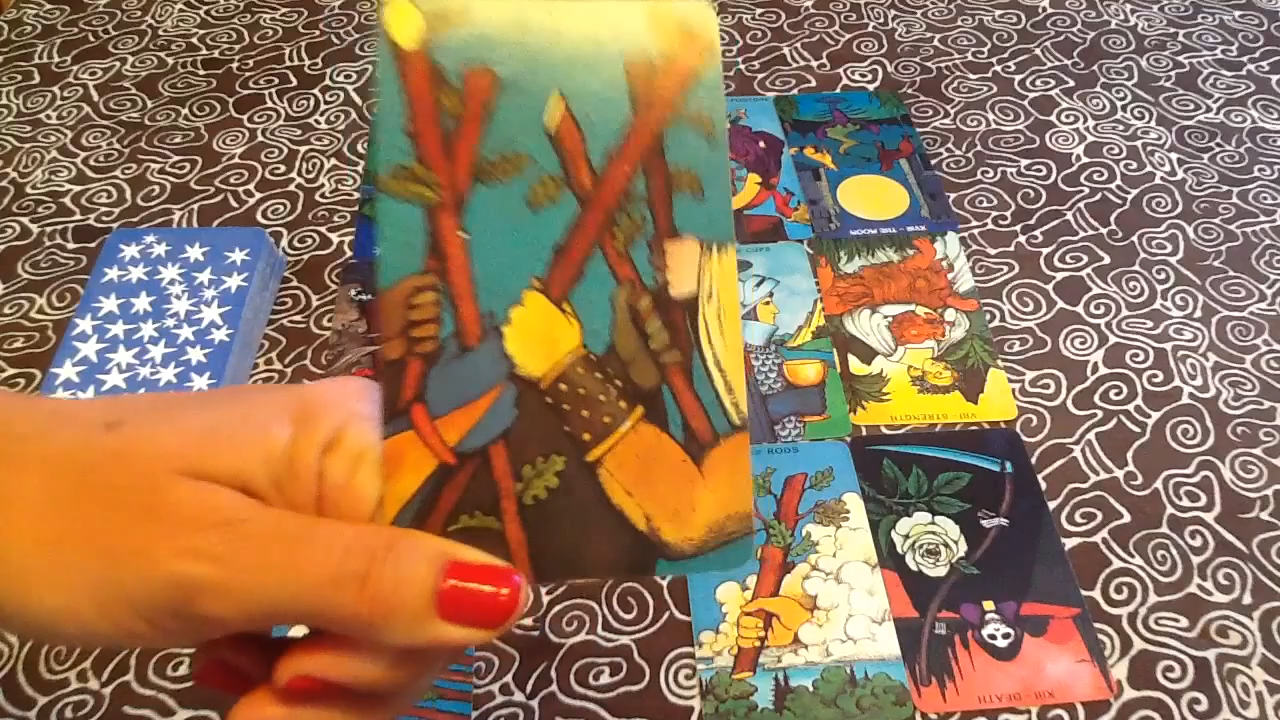 XVIII - THE MOON
CUPS
VIII - STRENGTH
RODS
XIII - DEATH